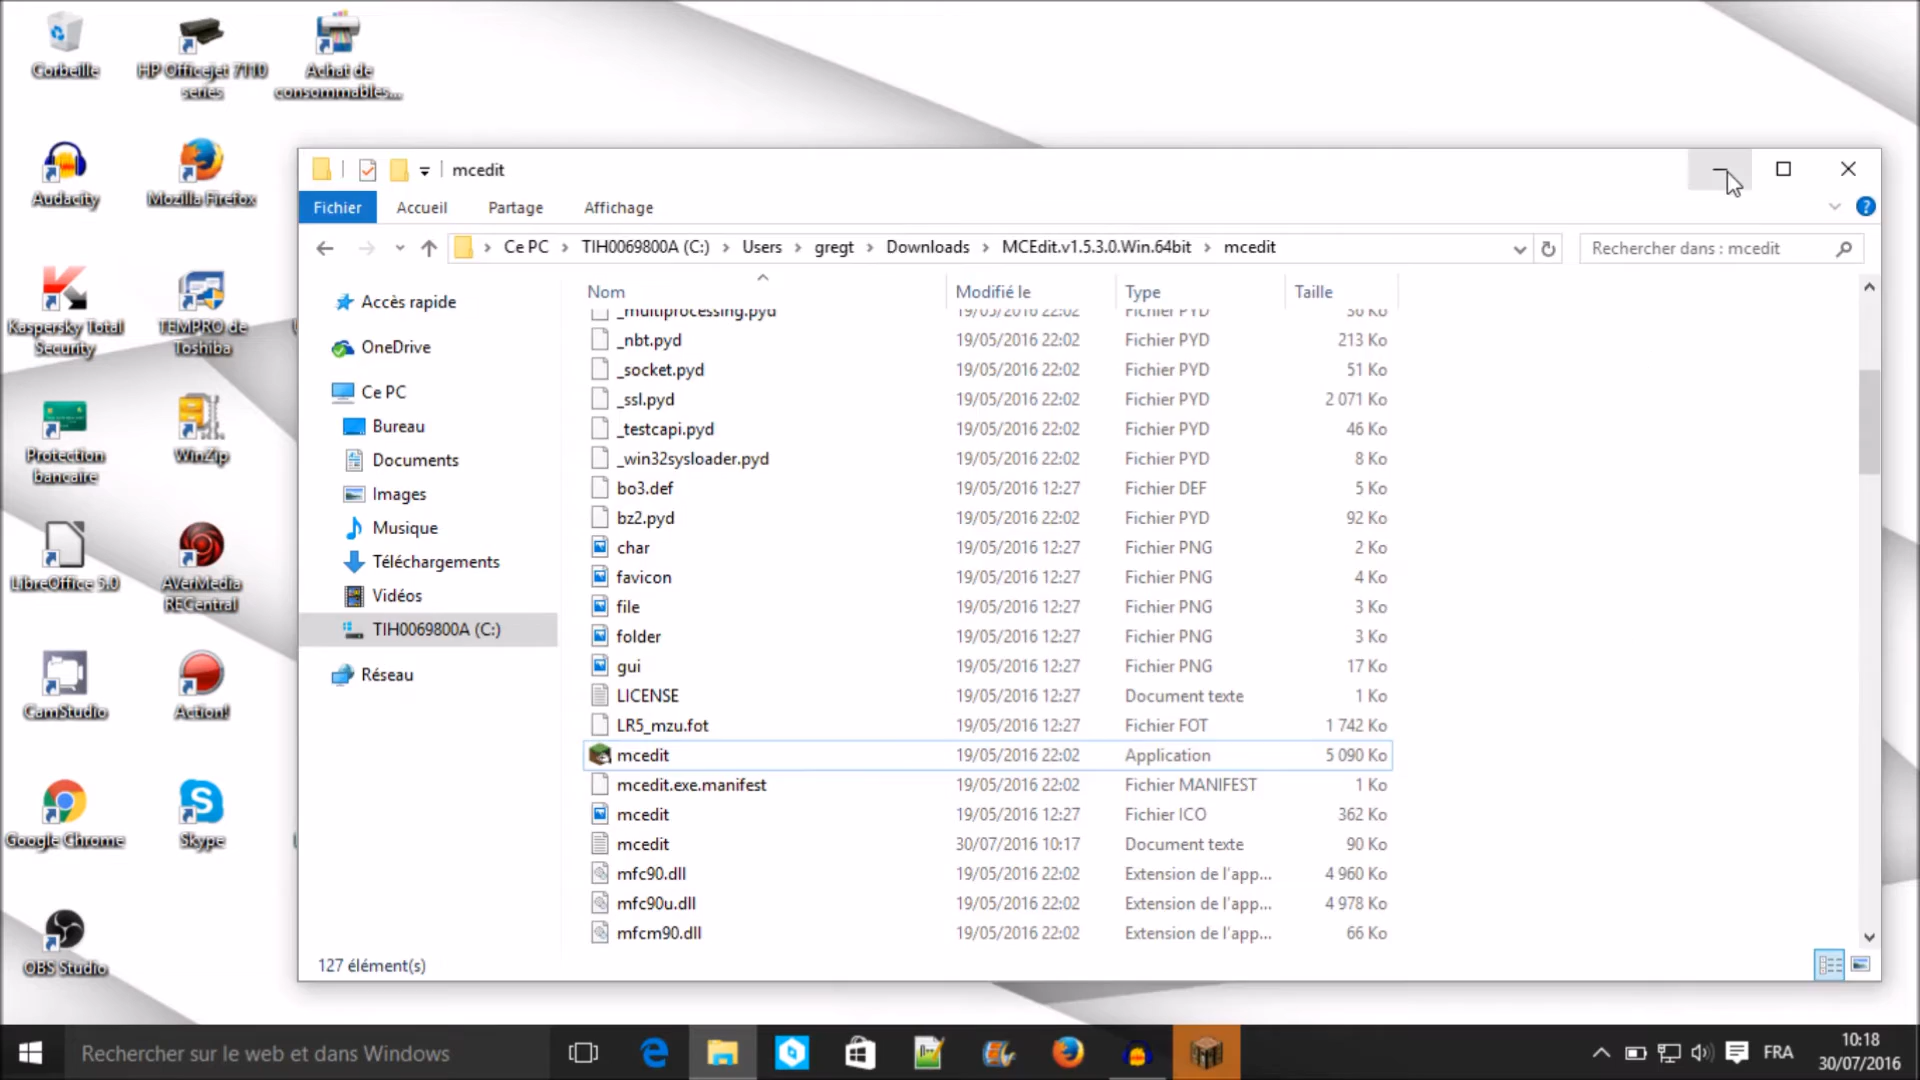 Corbeille
HP Officejet 7110
series
Achat de
consommables...
Audacity
Mozilla Firefox
Kaspersky Total
Security
TEMPRO de
Toshiba
Protection
bancaire
WinZip
LibreOffice 5.0
AVerMedia
RECentral
CamStudio
Action!
Google Chrome
Skype
OBS Studio
mcedit
Fichier Accueil Partage Affichage
Ce PC TIH0069800A (C:) Users gregt Downloads MCEdit.v1.5.3.0.Win.64bit mcedit
Rechercher dans : mcedit
Accès rapide
OneDrive
Ce PC
Bureau
Documents
Images
Musique
Téléchargements
Vidéos
TIH0069800A (C:)
Réseau
Nom Modifié le Type Taille
_multiprocessing.pyd 19/05/2016 22:02 Fichier PYD 30 Ko
_nbt.pyd 19/05/2016 22:02 Fichier PYD 213 Ko
_socket.pyd 19/05/2016 22:02 Fichier PYD 51 Ko
_ssl.pyd 19/05/2016 22:02 Fichier PYD 2 071 Ko
_testcapi.pyd 19/05/2016 22:02 Fichier PYD 46 Ko
_win32sysloader.pyd 19/05/2016 22:02 Fichier PYD 8 Ko
bo3.def 19/05/2016 12:27 Fichier DEF 5 Ko
bz2.pyd 19/05/2016 22:02 Fichier PYD 92 Ko
char 19/05/2016 12:27 Fichier PNG 2 Ko
favicon 19/05/2016 12:27 Fichier PNG 4 Ko
file 19/05/2016 12:27 Fichier PNG 3 Ko
folder 19/05/2016 12:27 Fichier PNG 3 Ko
gui 19/05/2016 12:27 Fichier PNG 17 Ko
LICENSE 19/05/2016 12:27 Document texte 1 Ko
LR5_mzu.fot 19/05/2016 12:27 Fichier FOT 1 742 Ko
mcedit 19/05/2016 22:02 Application 5 090 Ko
mcedit.exe.manifest 19/05/2016 22:02 Fichier MANIFEST 1 Ko
mcedit 19/05/2016 12:27 Fichier ICO 362 Ko
mcedit 30/07/2016 10:17 Document texte 90 Ko
mfc90.dll 19/05/2016 22:02 Extension de l'app... 4 960 Ko
mfc90u.dll 19/05/2016 22:02 Extension de l'app... 4 978 Ko
mfcm90.dll 19/05/2016 22:02 Extension de l'app... 66 Ko
127 élément(s)
Rechercher sur le web et dans Windows
FRA
10:18
30/07/2016